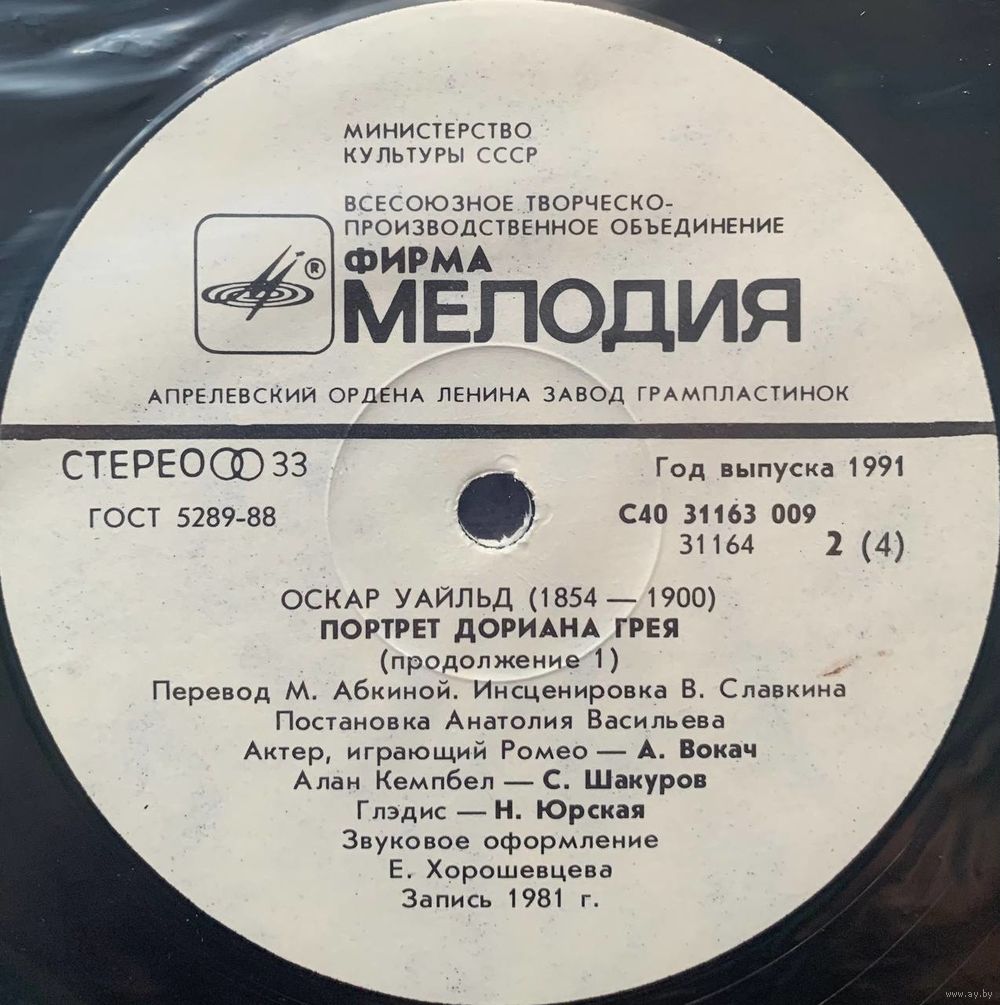 МИНИСТЕРСТВО
КУЛЬТУРЫ СССР
ВСЕСОЮЗНОЕ ТВОРЧЕСКО-
ПРОИЗВОДСТВЕННОЕ ОБЪЕДИНЕНИЕ
ФИРМА
®
МЕЛОДИЯ
АПРЕЛЕВСКИЙ ОРДЕНА ЛЕНИНА ЗАВОД ГРАМПЛАСТИНОК
СТЕРЕО 33
Год выпуска 1991
ГОСТ 5289-88
С40 31163 009
31164 2 (4)
ОСКАР УАЙЛЬД (1854 — 1900)
ПОРТРЕТ ДОРИАНА ГРЕЯ
(продолжение 1)
Перевод М. Абкиной. Инсценировка В. Славкина
Постановка Анатолия Васильева
Актер, играющий Ромео — А. Вокач
Алан Кемпбел — С. Шакуров
Глэдис — Н. Юрская
Звуковое оформление
Е. Хорошевцева
Запись 1981 г.
www.ay.by